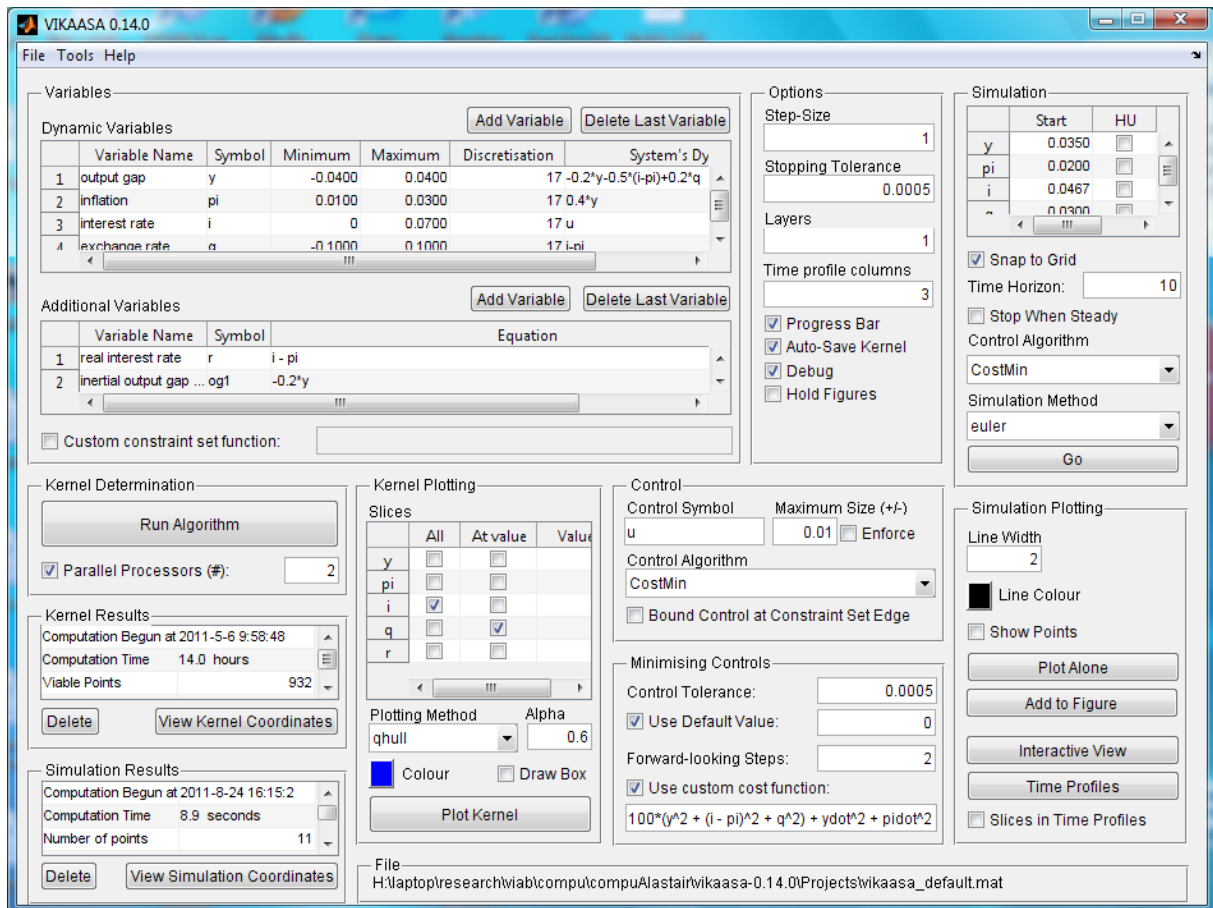 VIKAASA 0.14.0
File Tools Help
Variables
Dynamic Variables
Add Variable
Delete Last Variable
Variable Name Symbol Minimum Maximum Discretisation System's Dy
1 output gap y -0.0400 0.0400 17 -0.2*y-0.5*(i-pi)+0.2*q
2 inflation pi 0.0100 0.0300 17 0.4*y
3 interest rate i 0 0.0700 17 u
4 exchange rate q -0.1000 0.1000 17 i-pi
Additional Variables
Add Variable
Delete Last Variable
Variable Name Symbol Equation
1 real interest rate r i - pi
2 inertial output gap ... og1 -0.2*y
Custom constraint set function:
Options
Step-Size
1
Stopping Tolerance
0.0005
Layers
1
Time profile columns
3
Progress Bar
Auto-Save Kernel
Debug
Hold Figures
Simulation
Start HU
y 0.0350
pi 0.0200
i 0.0467
q 0.0300
Snap to Grid
Time Horizon: 10
Stop When Steady
Control Algorithm
CostMin
Simulation Method
euler
Go
Kernel Determination
Run Algorithm
Parallel Processors (#): 2
Kernel Results
Computation Begun at 2011-5-6 9:58:48
Computation Time 14.0 hours
Viable Points 932
Delete
View Kernel Coordinates
Simulation Results
Computation Begun at 2011-8-24 16:15:2
Computation Time 8.9 seconds
Number of points 11
Delete
View Simulation Coordinates
Kernel Plotting
Slices
All At value Value
y
pi
i
q
r
Plotting Method Alpha
qhull 0.6
Colour Draw Box
Plot Kernel
Control
Control Symbol Maximum Size (+/-)
u 0.01 Enforce
Control Algorithm
CostMin
Bound Control at Constraint Set Edge
Minimising Controls
Control Tolerance: 0.0005
Use Default Value: 0
Forward-looking Steps: 2
Use custom cost function:
100*(y^2 + (i - pi)^2 + q^2) + ydot^2 + pidot^2
Simulation Plotting
Line Width
2
Line Colour
Show Points
Plot Alone
Add to Figure
Interactive View
Time Profiles
Slices in Time Profiles
File
H:\laptop\research\viab\compu\compuAlastair\vikaasa-0.14.0\Projects\vikaasa_default.mat